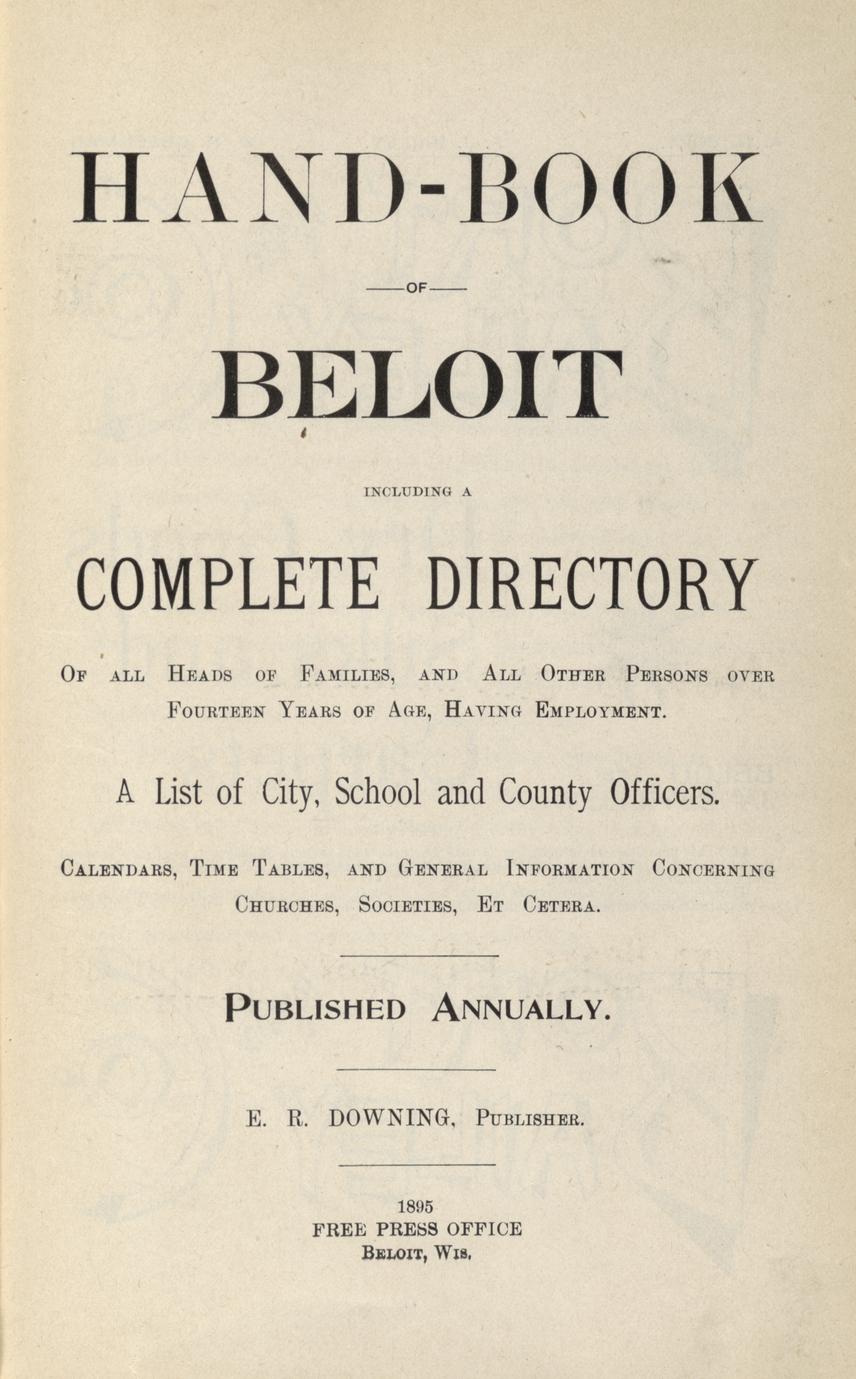 HAND-BOOK
OF
BELOIT
INCLUDING A
COMPLETE DIRECTORY
OF ALL HEADS OF FAMILIES, AND ALL OTHER PERSONS OVER
FOURTEEN YEARS OF AGE, HAVING EMPLOYMENT.
A List of City, School and County Officers.
CALENDARS, TIME TABLES, AND GENERAL INFORMATION CONCERNING
CHURCHES, SOCIETIES, ET CETERA.
PUBLISHED ANNUALLY.
E. R. DOWNING, PUBLISHER.
1895
FREE PRESS OFFICE
BELOIT, WIS.